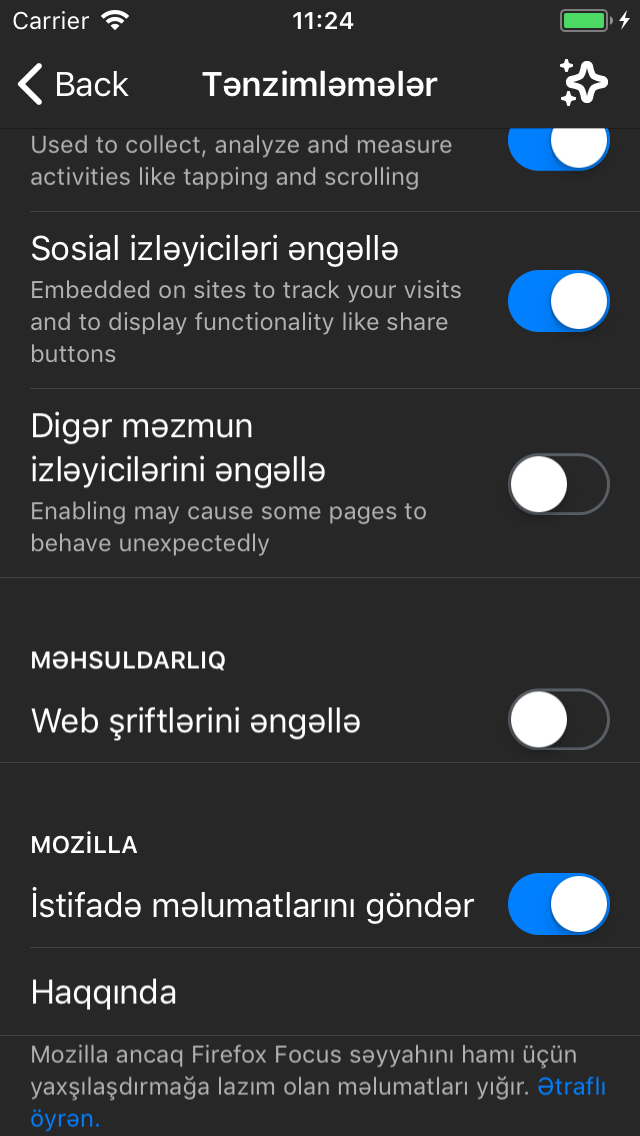 Carrier 11:24
Back Tənzimləmələr
Used to collect, analyze and measure
activities like tapping and scrolling
Sosial izləyiciləri əngəllə
Embedded on sites to track your visits
and to display functionality like share
buttons
Digər məzmun
izləyicilərini əngəllə
Enabling may cause some pages to
behave unexpectedly
MƏHSULDARLIQ
Web şriftlərini əngəllə
MOZİLLA
İstifadə məlumatlarını göndər
Haqqında
Mozilla ancaq Firefox Focus səyyahını hamı üçün
yaxşılaşdırmağa lazım olan məlumatları yığır. Ətraflı
öyrən.